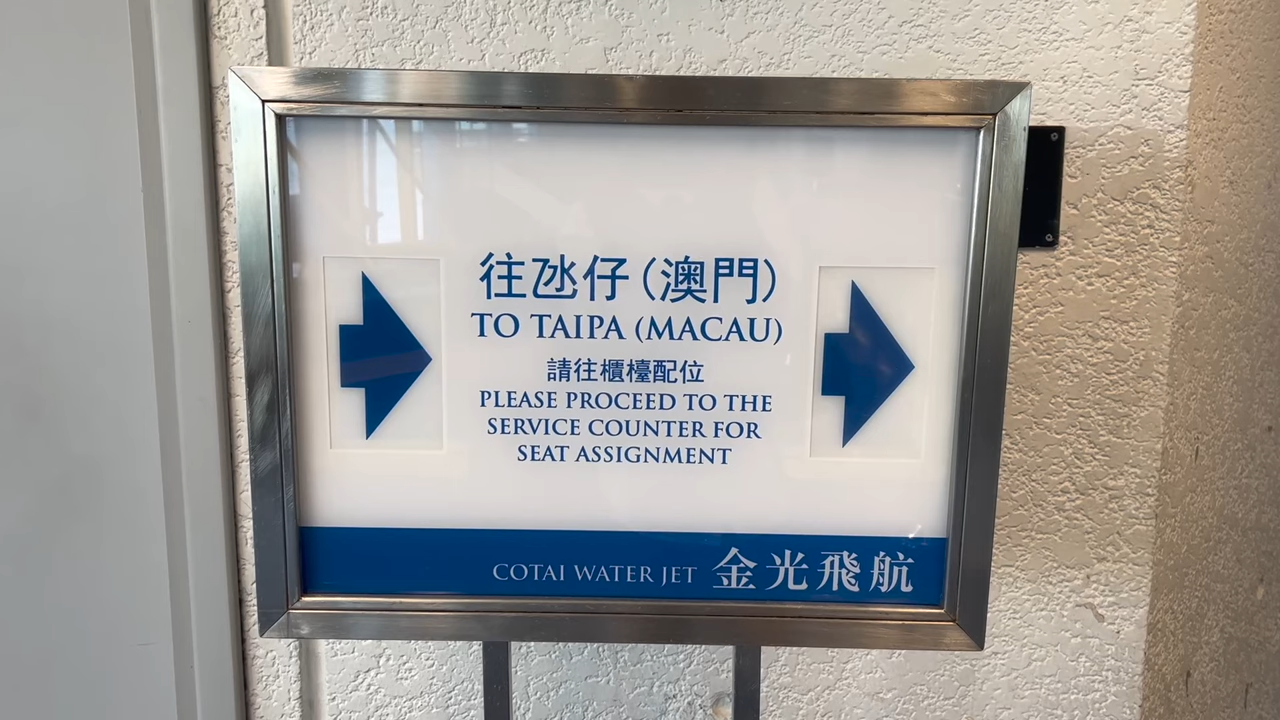 往氹仔(澳門)
TO TAIPA (MACAU)
請往櫃檯配位
PLEASE PROCEED TO THE
SERVICE COUNTER FOR
SEAT ASSIGNMENT
COTAI WATER JET 金光飛航